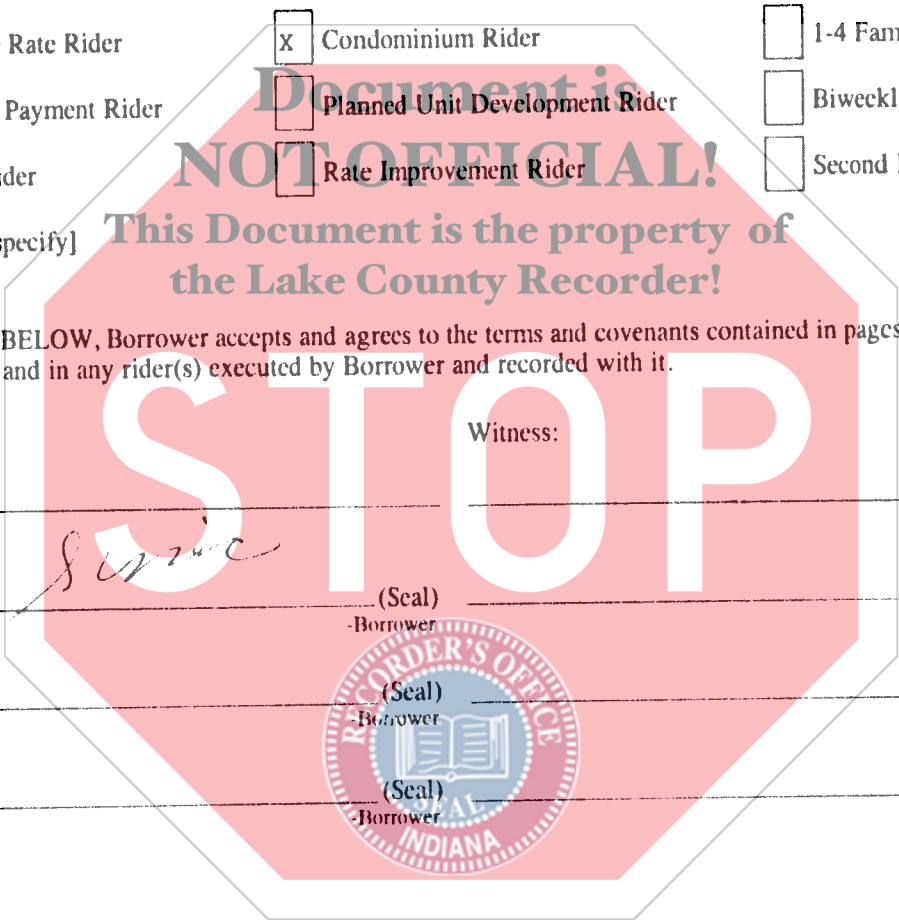 Rate Rider X Condominium Rider 1-4 Fam
Document is
Payment Rider Planned Unit Development Rider Biweekl
NOT OFFICIAL!
ider Rate Improvement Rider Second
specify]
This Document is the property of
the Lake County Recorder!
BELOW, Borrower accepts and agrees to the terms and covenants contained in pages
and in any rider(s) executed by Borrower and recorded with it.
Witness:
STOP
(Seal)
-Borrower
(Seal)
-Borrower
(Seal)
-Borrower
RECORDER'S OFFICE
SEAL
INDIANA